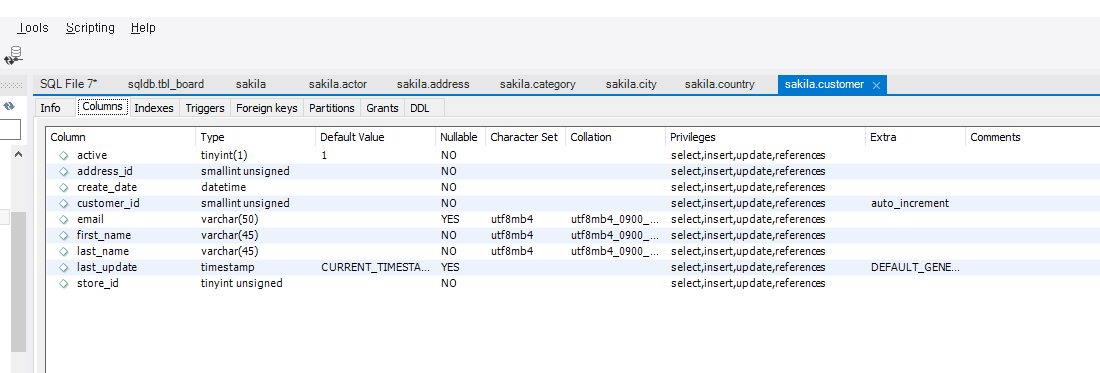 Tools Scripting Help
SQL File 7* sqldb.tbl_board sakila sakila.actor sakila.address sakila.category sakila.city sakila.country sakila.customer
Info Columns Indexes Triggers Foreign keys Partitions Grants DDL
Column Type Default Value Nullable Character Set Collation Privileges Extra Comments
active tinyint(1) 1 NO select,insert,update,references
address_id smallint unsigned NO select,insert,update,references
create_date datetime NO select,insert,update,references
customer_id smallint unsigned NO select,insert,update,references auto_increment
email varchar(50) YES utf8mb4 utf8mb4_0900_... select,insert,update,references
first_name varchar(45) NO utf8mb4 utf8mb4_0900_... select,insert,update,references
last_name varchar(45) NO utf8mb4 utf8mb4_0900_... select,insert,update,references
last_update timestamp CURRENT_TIMESTA... YES select,insert,update,references DEFAULT_GENE...
store_id tinyint unsigned NO select,insert,update,references